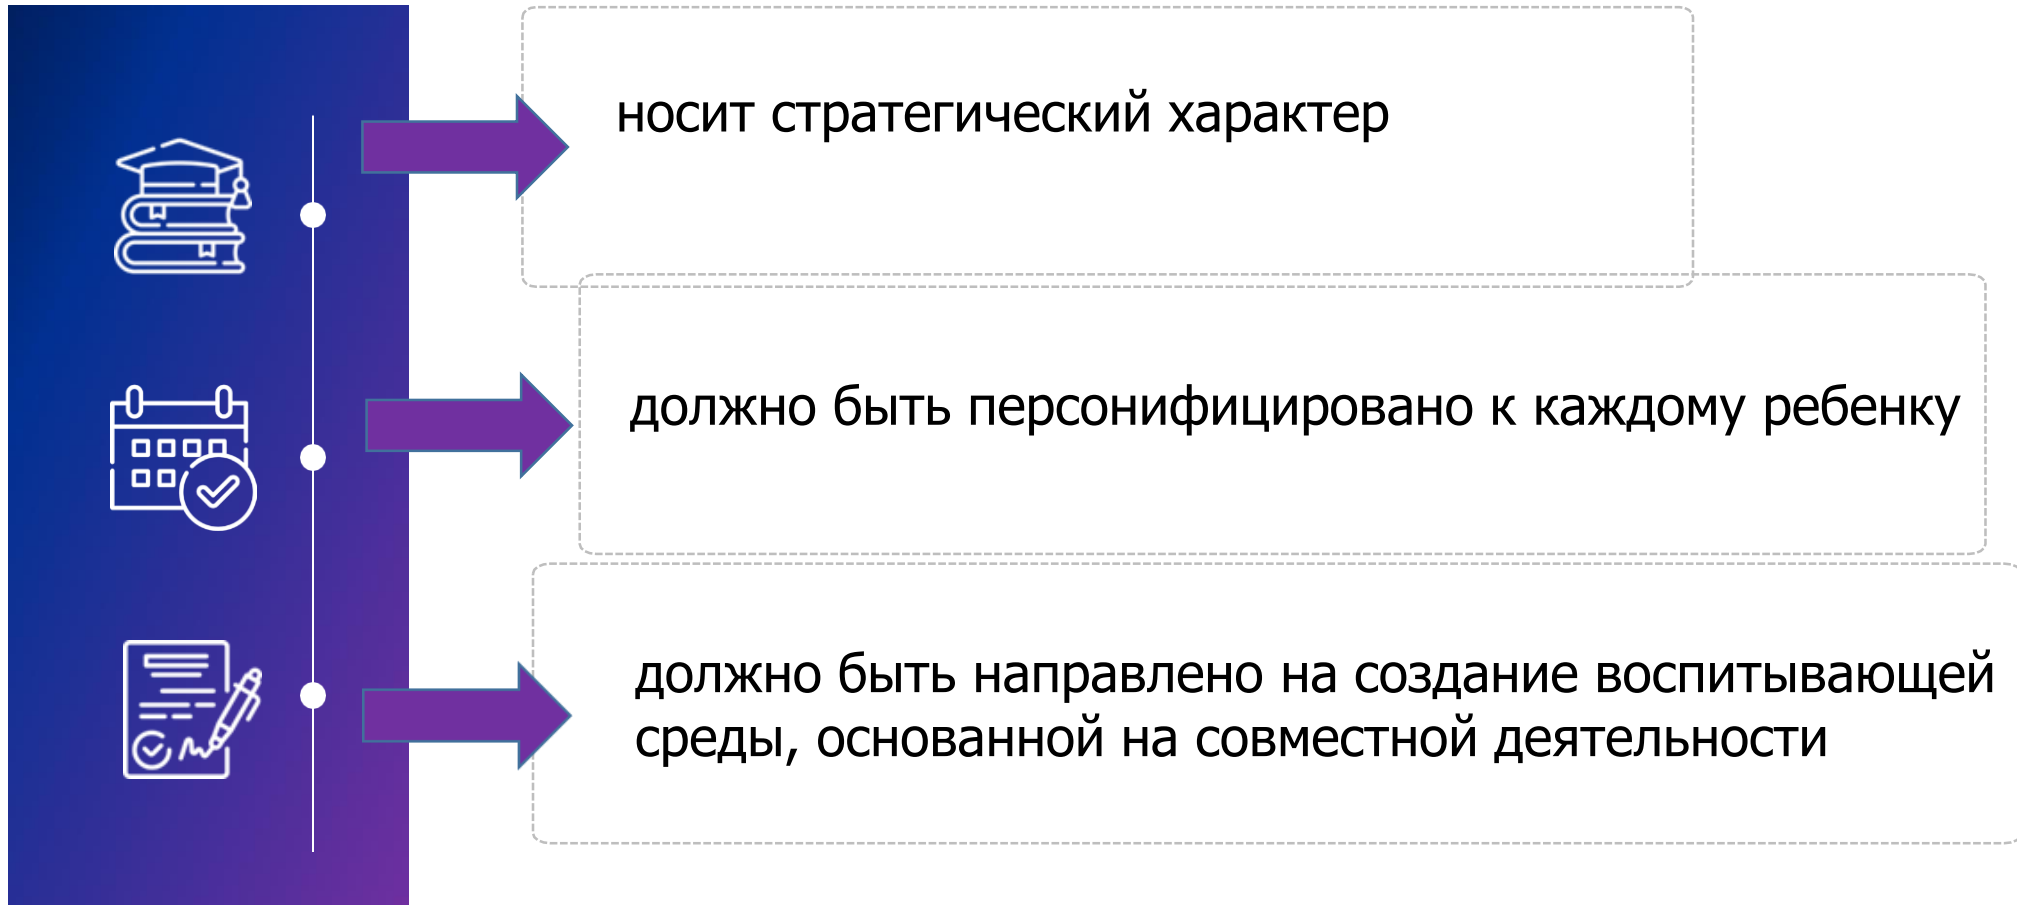 носит стратегический характер
должно быть персонифицировано к каждому ребенку
должно быть направлено на создание воспитывающей
среды, основанной на совместной деятельности